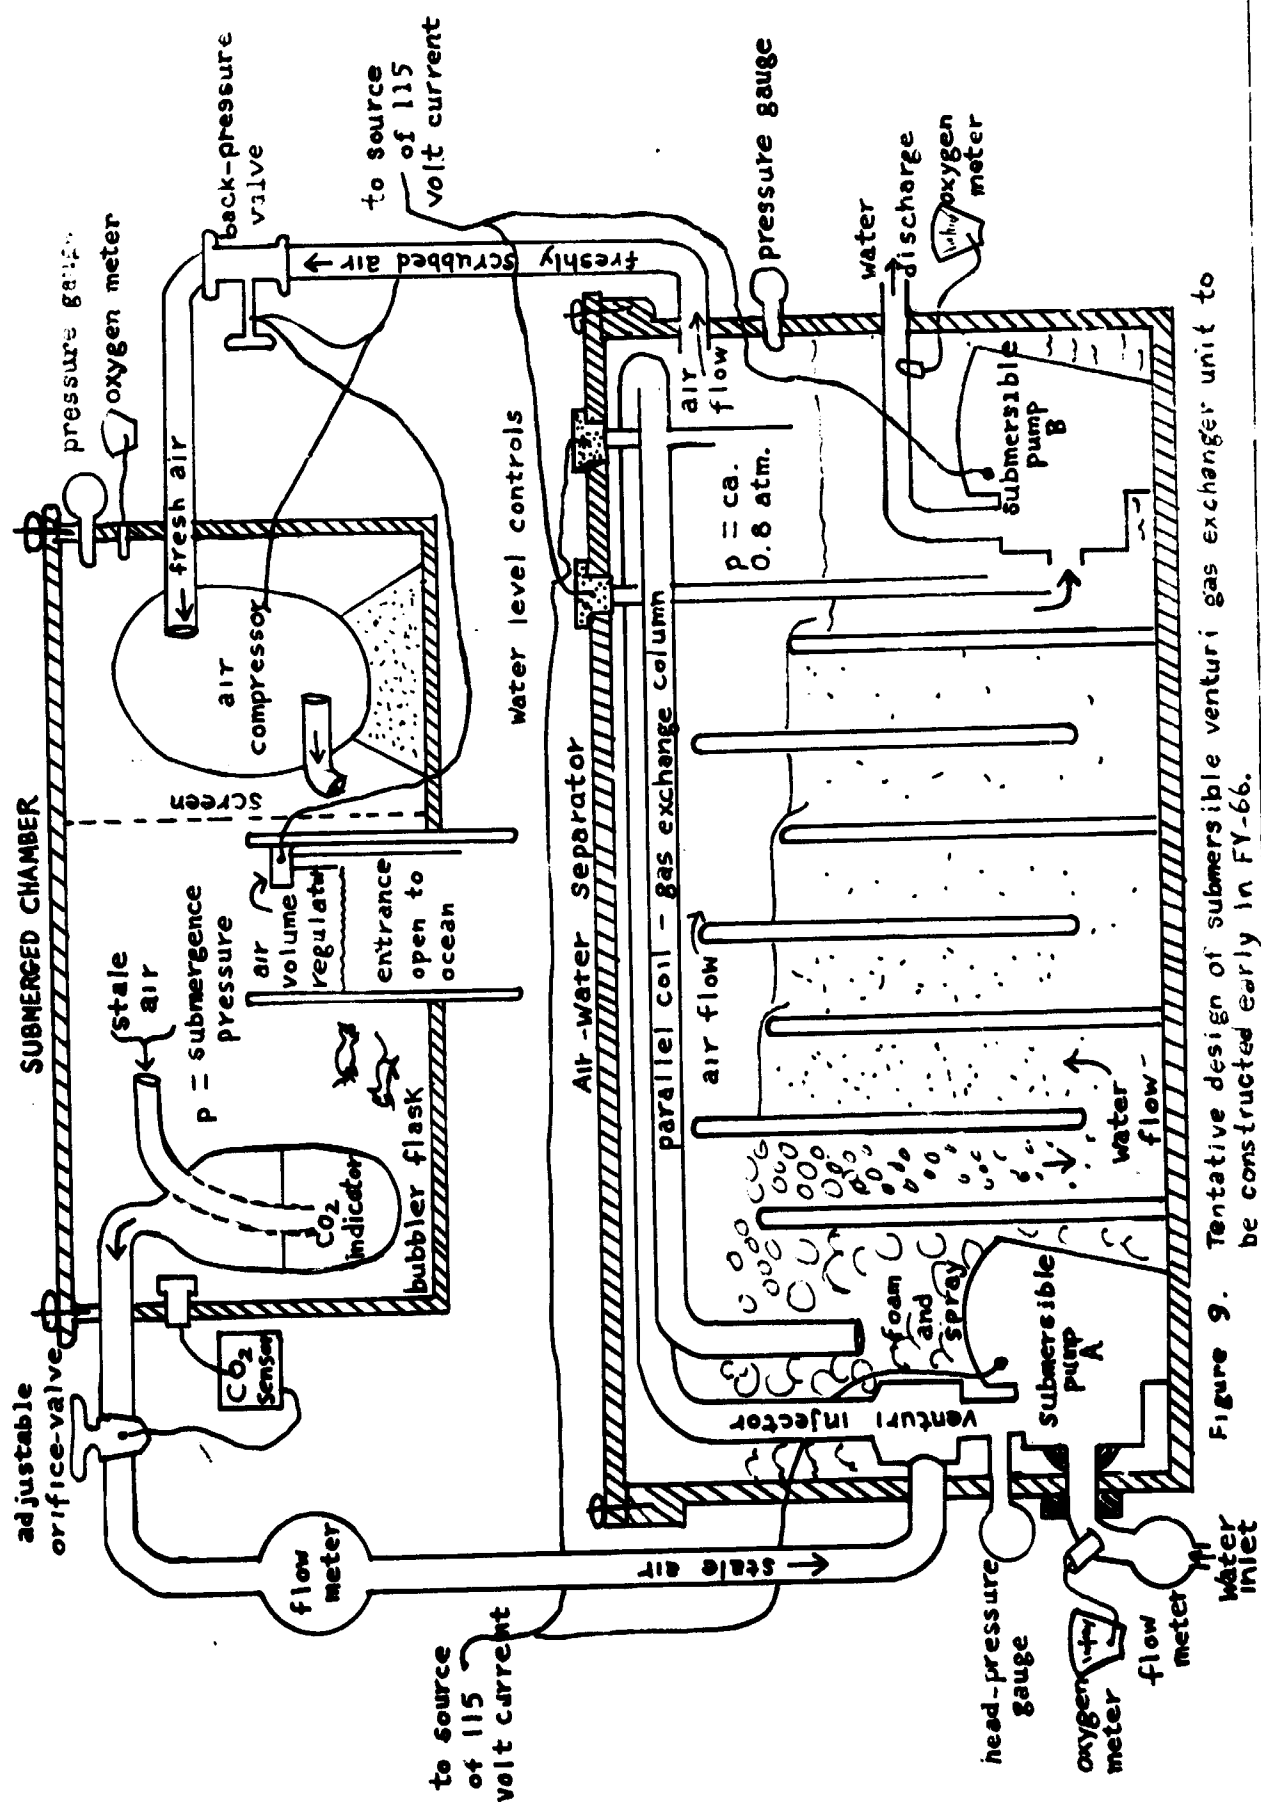 SUBMERGED CHAMBER
adjustable
orifice-valve
stale
air
p = submergence
pressure
CO2
sensor
CO2
indicator
bubbler flask
air
volume
regulator
entrance
open to
ocean
screen
air
compressor
fresh air
oxygen meter
back-pressure
valve
flow
meter
stale air
to source
of 115
volt current
to source
of 115
volt current
freshly scrubbed air
Water level controls
Air-water separator
parallel coil - gas exchange column
air flow
p = ca.
0.8 atm.
air
flow
pressure gauge
water
discharge
oxygen
meter
submersible
pump
B
venturi injector
foam
and
spray
submersible
pump
A
water
flow
head-pressure
gauge
oxygen
meter
flow
meter
Water
inlet
Figure 9. Tentative design of submersible venturi gas exchanger unit to
be constructed early in FY-66.